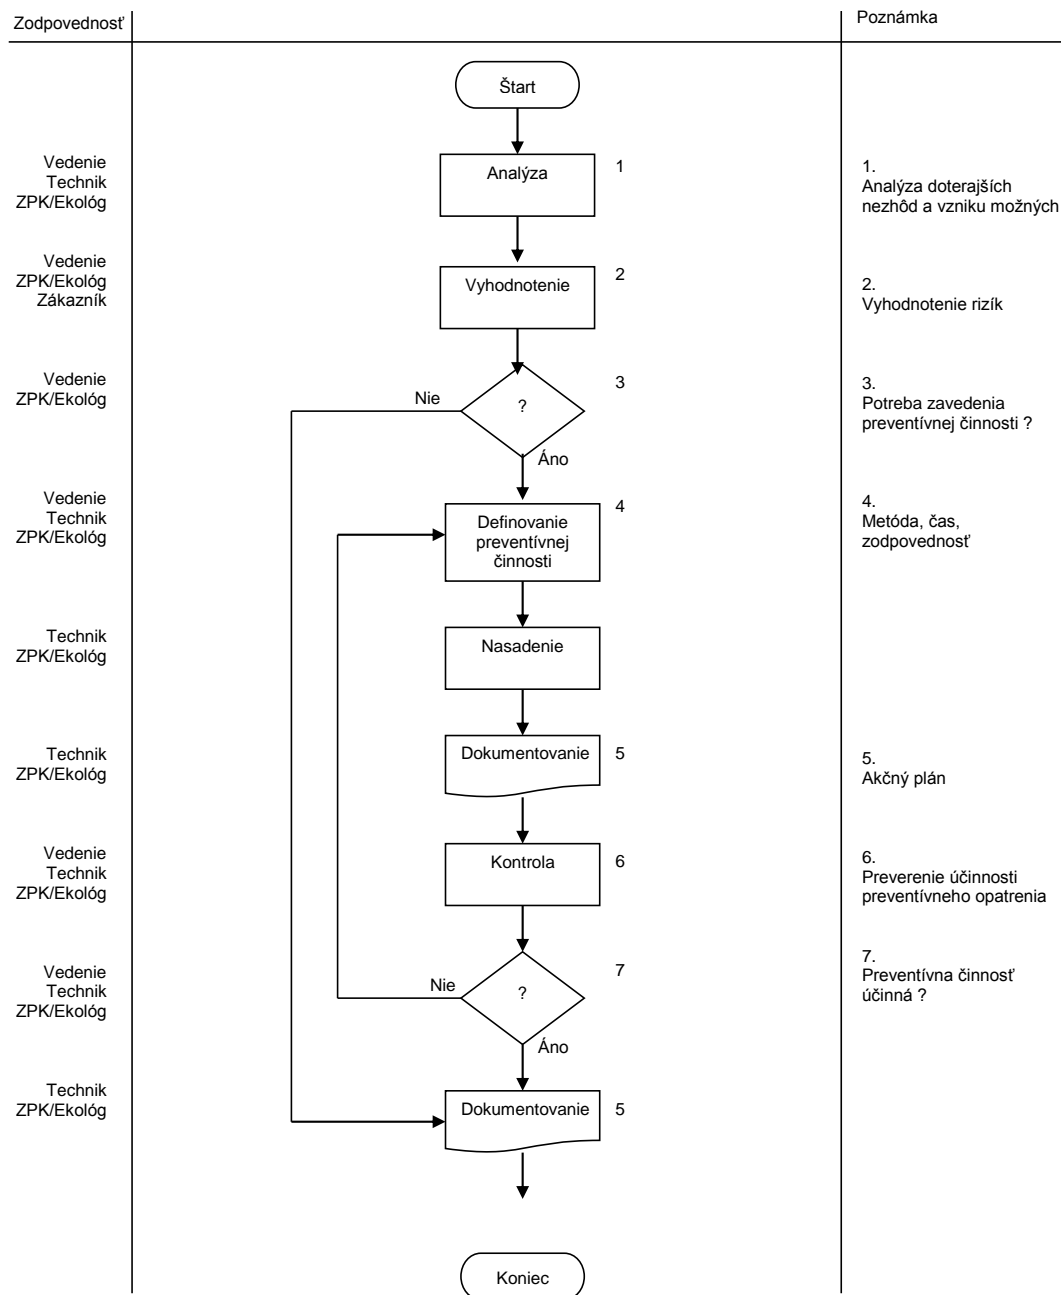 Zodpovednosť
Poznámka
Štart
Vedenie
Technik
ZPK/Ekológ
Analýza
1
1.
Analýza doterajších
nezhôd a vzniku možných
Vedenie
ZPK/Ekológ
Zákazník
Vyhodnotenie
2
2.
Vyhodnotenie rizík
Vedenie
ZPK/Ekológ
Nie
?
3
Áno
3.
Potreba zavedenia
preventívnej činnosti ?
Vedenie
Technik
ZPK/Ekológ
Definovanie
preventívnej
činnosti
4
4.
Metóda, čas,
zodpovednosť
Technik
ZPK/Ekológ
Nasadenie
Technik
ZPK/Ekológ
Dokumentovanie
5
5.
Akčný plán
Vedenie
Technik
ZPK/Ekológ
Kontrola
6
6.
Preverenie účinnosti
preventívneho opatrenia
Vedenie
Technik
ZPK/Ekológ
Nie
?
7
Áno
7.
Preventívna činnosť
účinná ?
Technik
ZPK/Ekológ
Dokumentovanie
5
Koniec